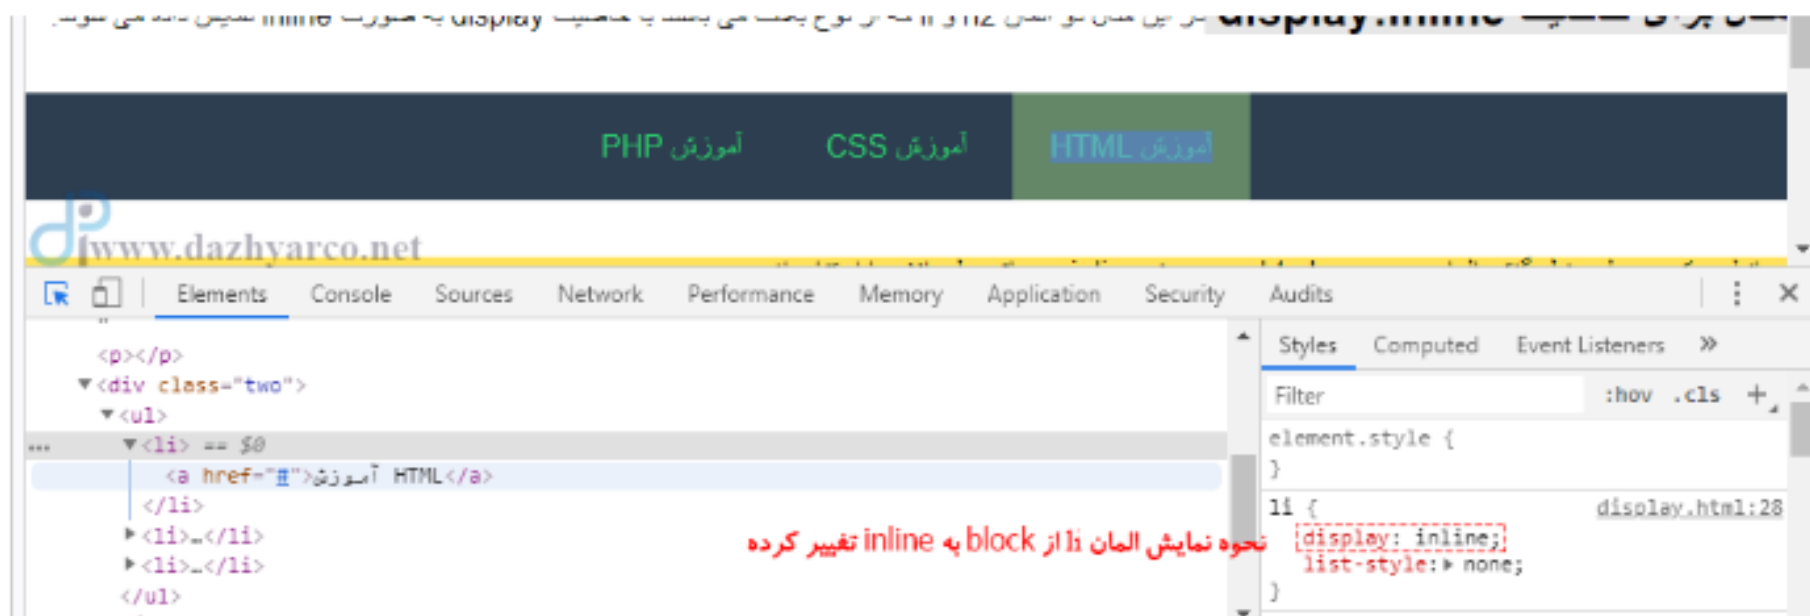 display:inline
آموزش HTML آموزش CSS آموزش PHP
www.dazhyarco.net
Elements Console Sources Network Performance Memory Application Security Audits
<p></p>
▼<div class="two">
▼<ul>
... ▼<li> == $0
<a href="#">آموزش HTML</a>
</li>
▶<li>…</li>
▶<li>…</li>
</ul>
نحوه نمایش المان li از block به inline تغییر کرده
Styles Computed Event Listeners »
Filter :hov .cls +
element.style {
}
li { display.html:28
display: inline;
list-style:▶ none;
}